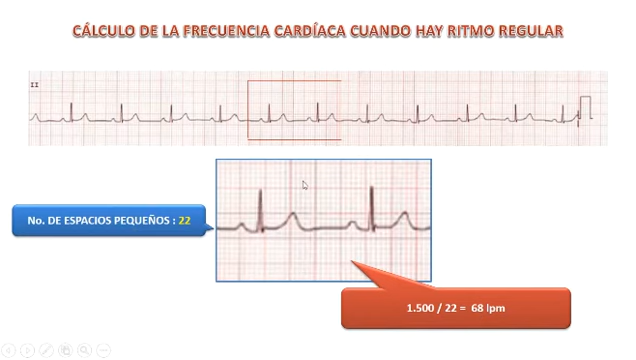 CÁLCULO DE LA FRECUENCIA CARDÍACA CUANDO HAY RITMO REGULAR
II
No. DE ESPACIOS PEQUEÑOS : 22
1.500 / 22 = 68 lpm